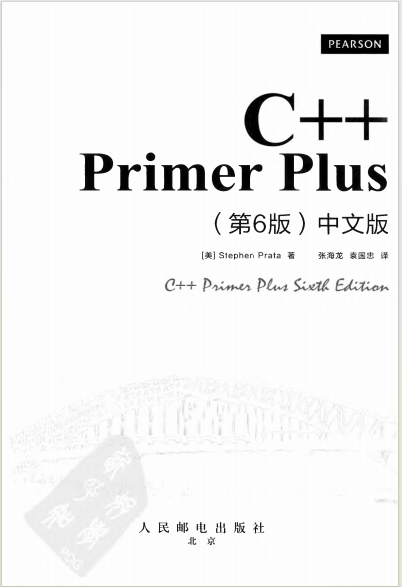 PEARSON
C++
Primer Plus
（第6版）中文版
[美] Stephen Prata 著 张海龙 袁国忠 译
C++ Primer Plus Sixth Edition
人民邮电出版社
北京